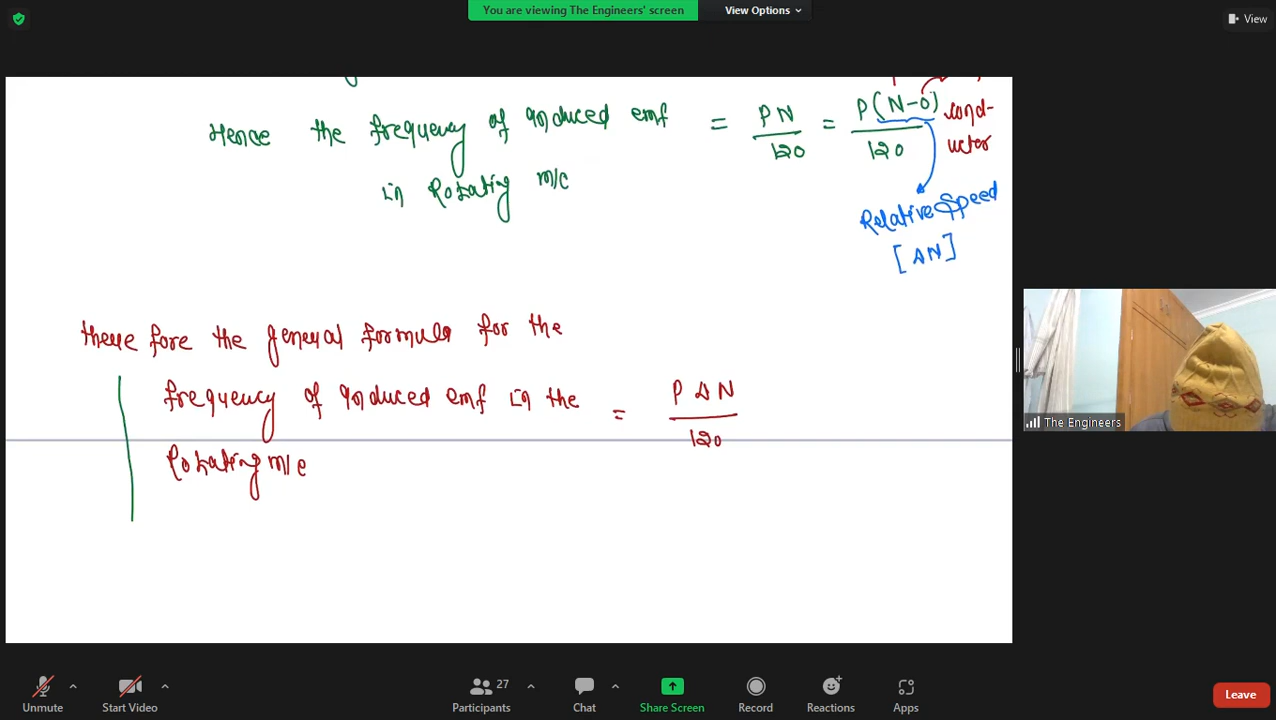 You are viewing The Engineers' screen
View Options
View
Hence the frequency of induced emf = PN/120 = P(N-0)/120
cond-
uctor
in Rotating m/c
Relative Speed
[ΔN]
there fore the general formula for the
frequency of induced emf in the = PΔN/120
Rotating m/c
The Engineers
Unmute
Start Video
Participants 27
Chat
Share Screen
Record
Reactions
Apps
Leave